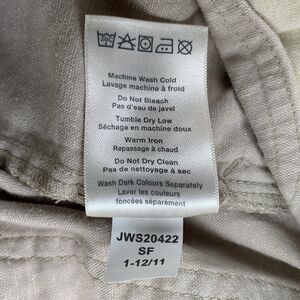 Machine Wash Cold
Lavage machine à froid
Do Not Bleach
Pas d'eau de javel
Tumble Dry Low
Séchage en machine doux
Warm Iron
Repassage à chaud
Do Not Dry Clean
Pas de nettoyage à sec
Wash Dark Colours Separately
Laver les couleurs
foncées séparément
JWS20422
SF
1-12/11